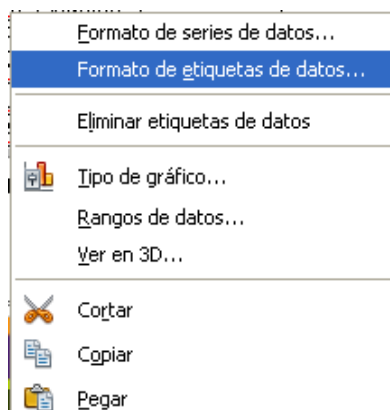 Formato de series de datos...
Formato de etiquetas de datos...
Eliminar etiquetas de datos
Tipo de gráfico...
Rangos de datos...
Ver en 3D...
Cortar
Copiar
Pegar